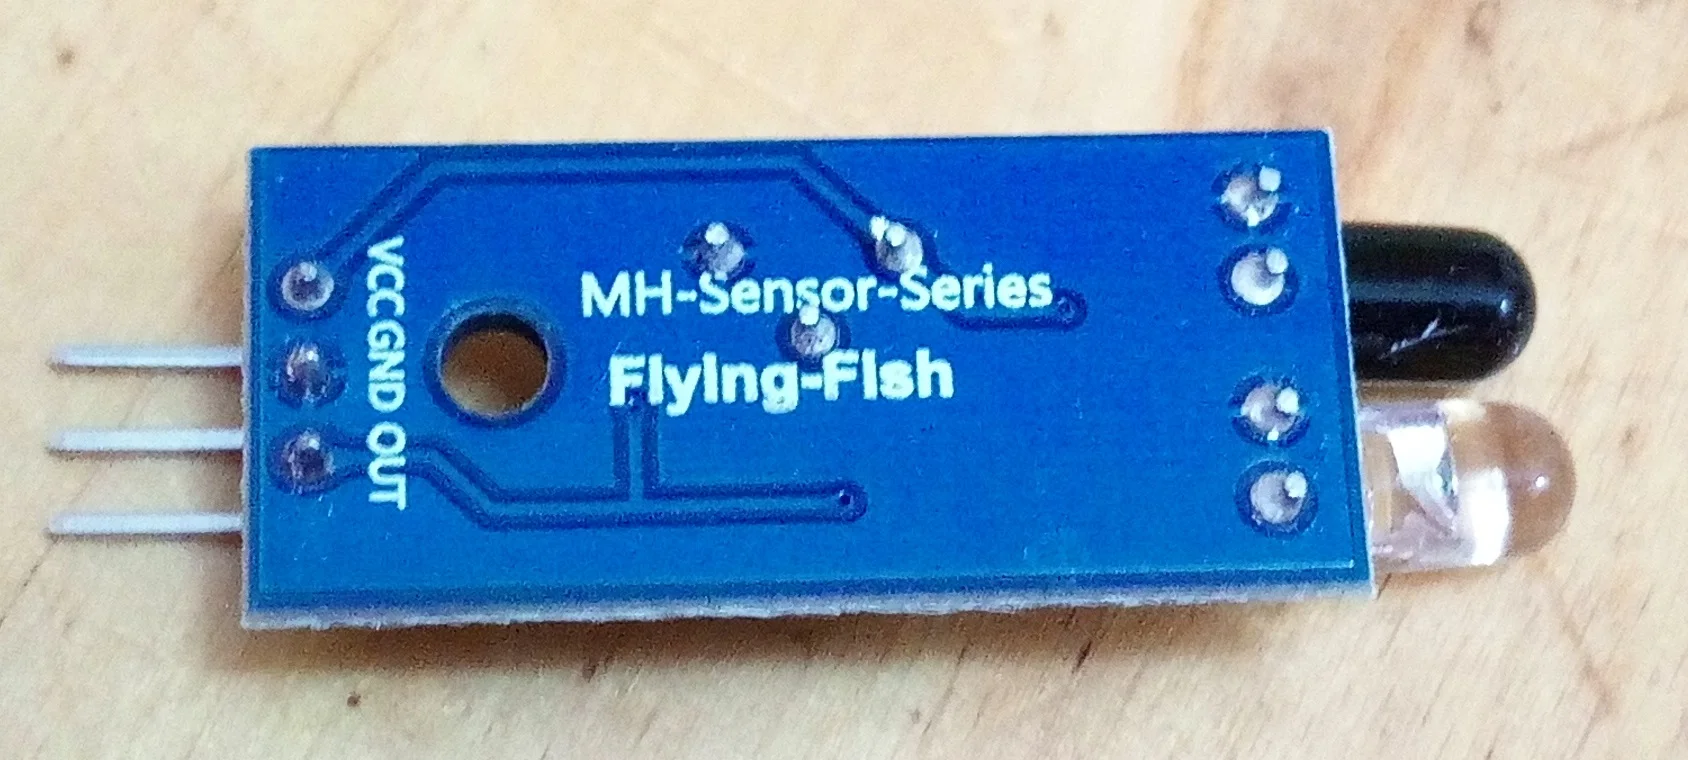 VCC GND OUT
MH-Sensor-Series
Flying-Fish